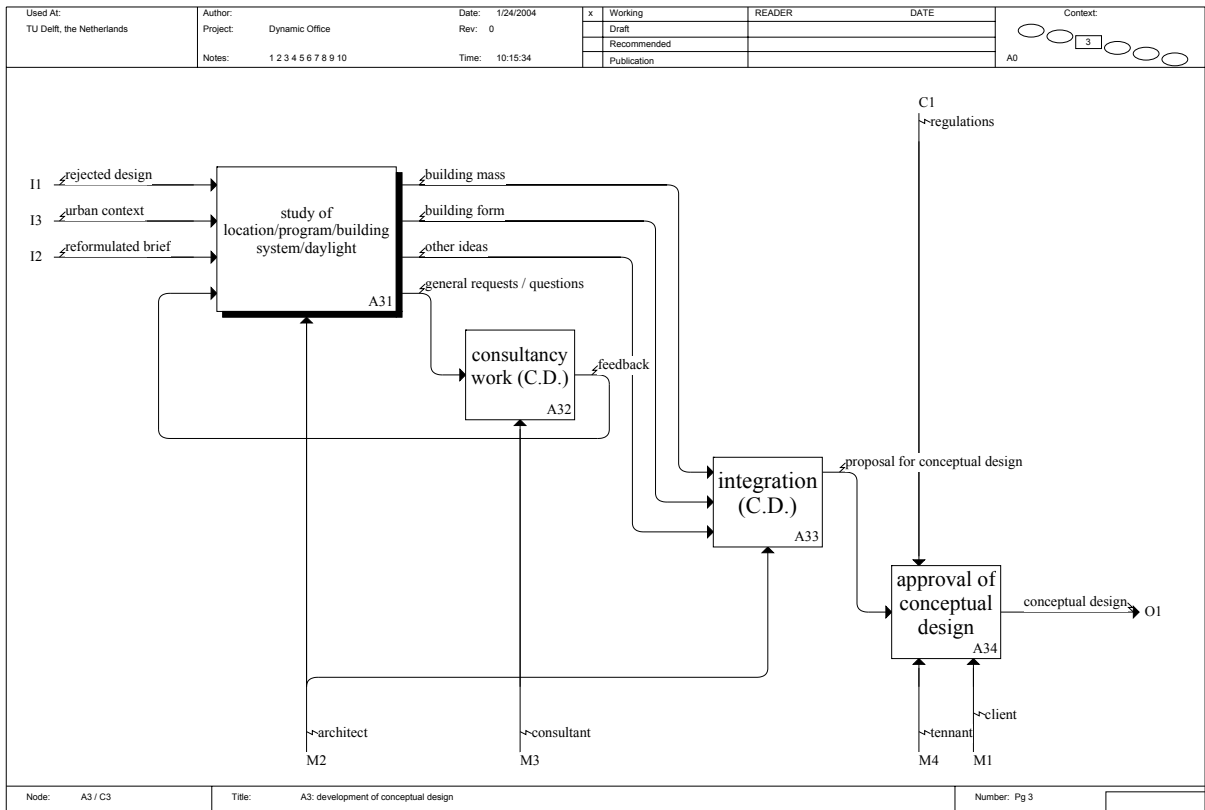 Used At:
TU Delft, the Netherlands
Author:
Project: Dynamic Office
Notes: 1 2 3 4 5 6 7 8 9 10
Date: 1/24/2004
Rev: 0
Time: 10:15:34
x Working
Draft
Recommended
Publication
READER DATE
Context:
3
A0
C1
regulations
I1 rejected design
I3 urban context
I2 reformulated brief
study of
location/program/building
system/daylight
A31
building mass
building form
other ideas
general requests / questions
consultancy
work (C.D.)
A32
feedback
integration
(C.D.)
A33
proposal for conceptual design
approval of
conceptual
design
A34
conceptual design O1
architect
M2
consultant
M3
tennant
M4
client
M1
Node: A3 / C3
Title: A3: development of conceptual design
Number: Pg 3